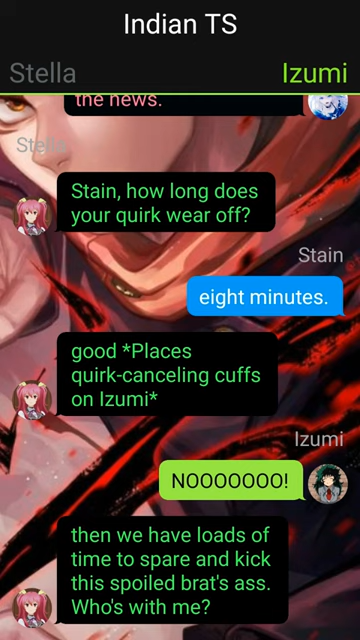 Indian TS
Stella
Izumi
the news.
Stella
Stain, how long does
your quirk wear off?
Stain
eight minutes.
good *Places
quirk-canceling cuffs
on Izumi*
Izumi
NOOOOOOO!
then we have loads of
time to spare and kick
this spoiled brat's ass.
Who's with me?